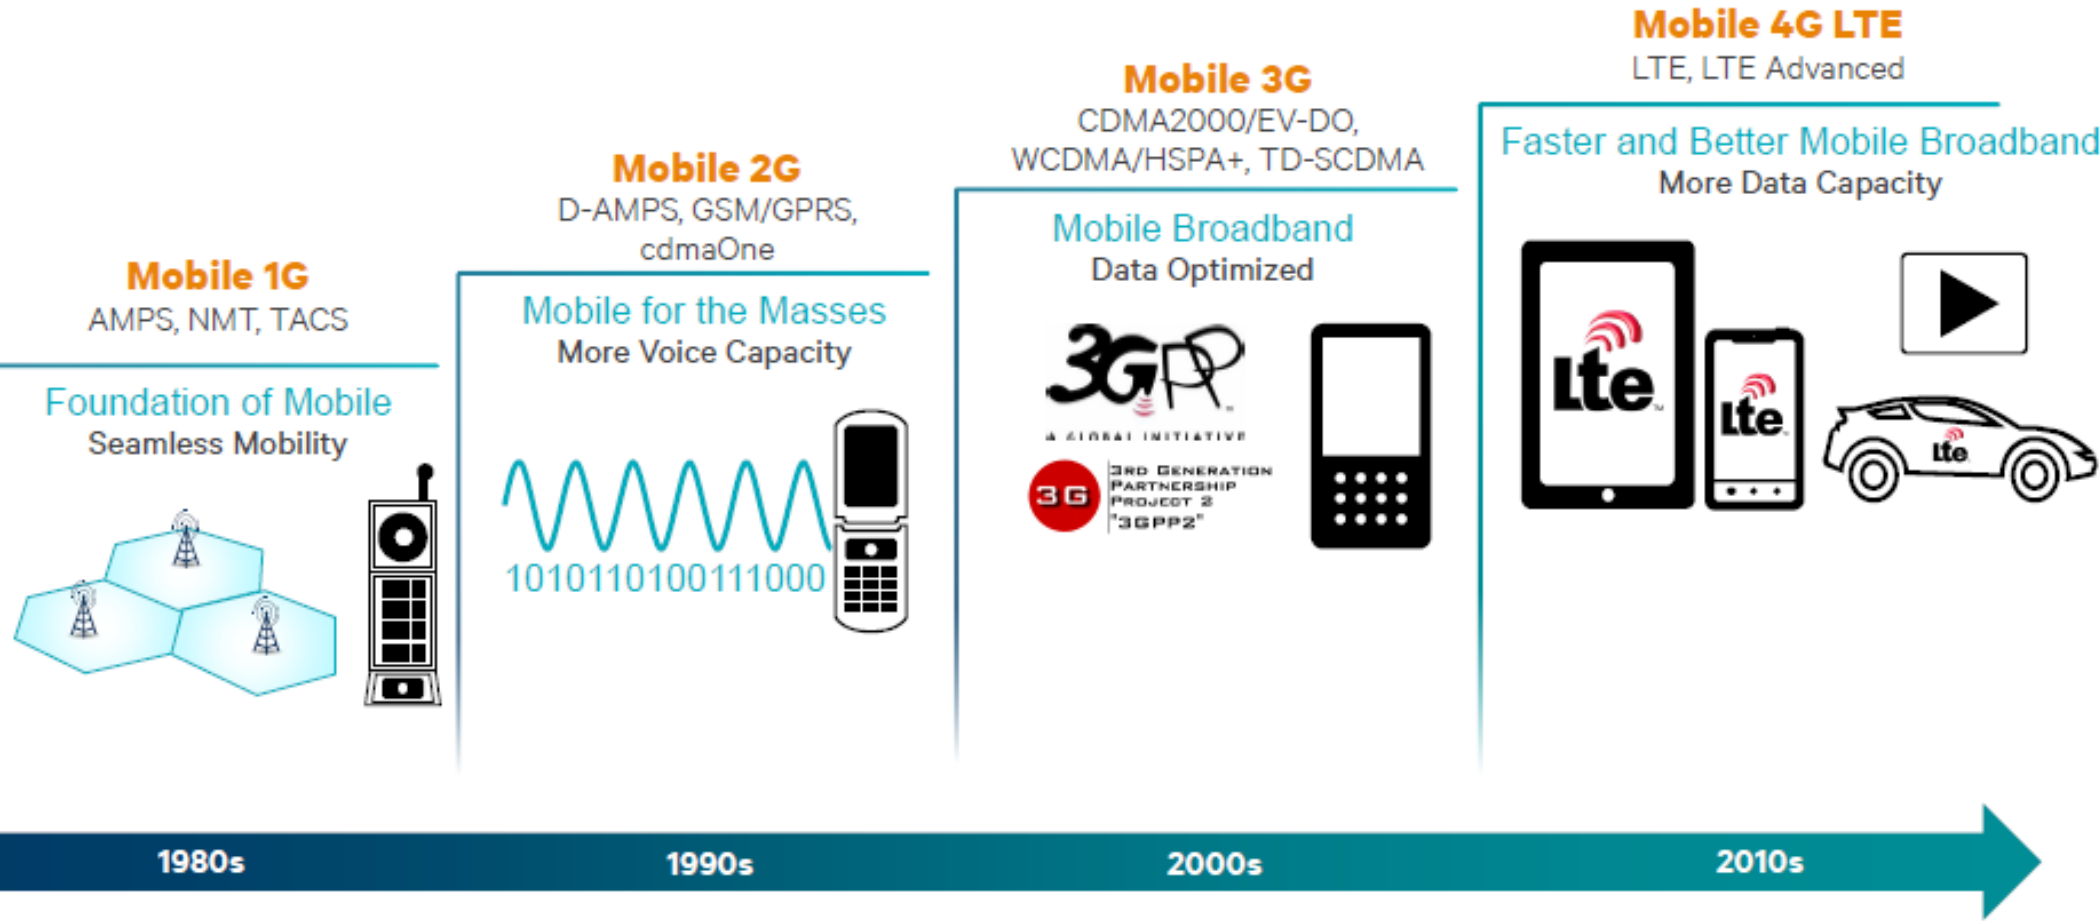 Mobile 1G
AMPS, NMT, TACS
Foundation of Mobile
Seamless Mobility
Mobile 2G
D-AMPS, GSM/GPRS,
cdmaOne
Mobile for the Masses
More Voice Capacity
1010110100111000
Mobile 3G
CDMA2000/EV-DO,
WCDMA/HSPA+, TD-SCDMA
Mobile Broadband
Data Optimized
3GPP
™
A GLOBAL INITIATIVE
3G
3RD GENERATION
PARTNERSHIP
PROJECT 2
"3GPP2"
Mobile 4G LTE
LTE, LTE Advanced
Faster and Better Mobile Broadband
More Data Capacity
Lte™
Lte
Lte
1980s
1990s
2000s
2010s